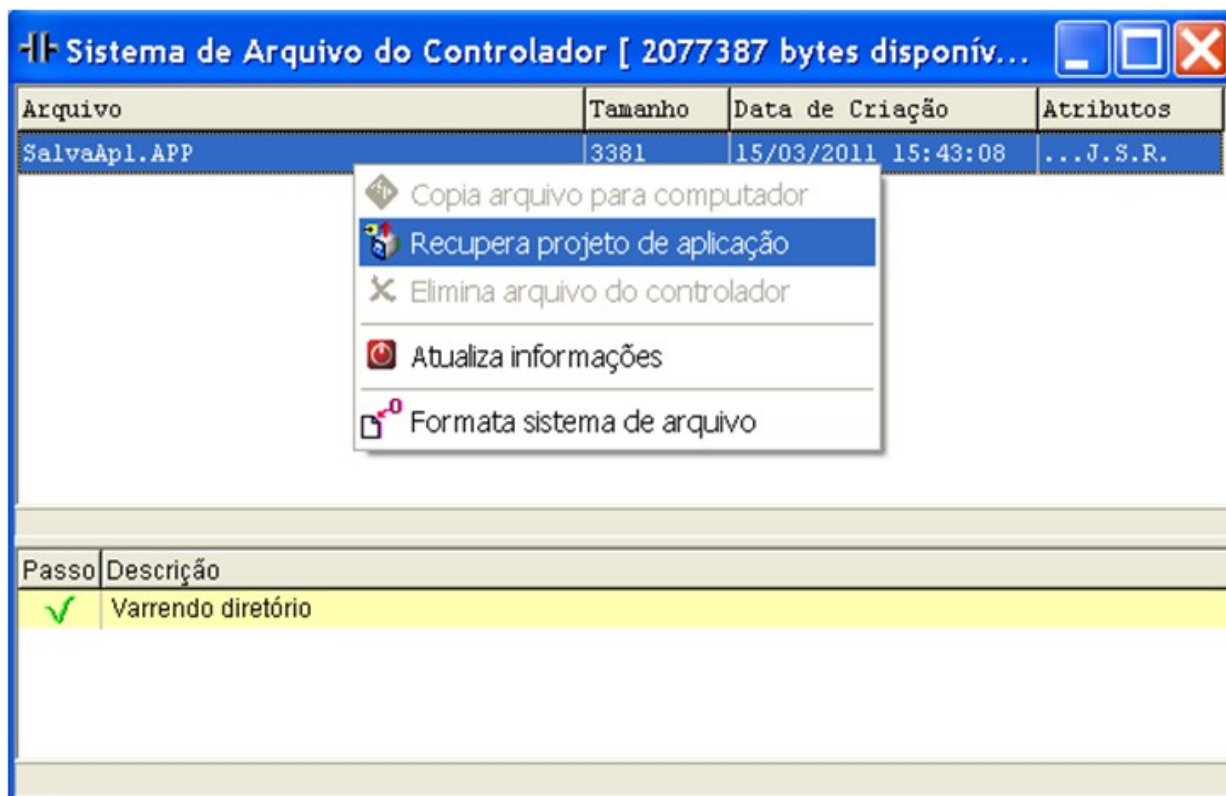 Sistema de Arquivo do Controlador [ 2077387 bytes disponív...
Arquivo Tamanho Data de Criação Atributos
SalvaApl.APP 3381 15/03/2011 15:43:08 ...J.S.R.
Copia arquivo para computador
Recupera projeto de aplicação
Elimina arquivo do controlador
Atualiza informações
Formata sistema de arquivo
Passo Descrição
Varrendo diretório